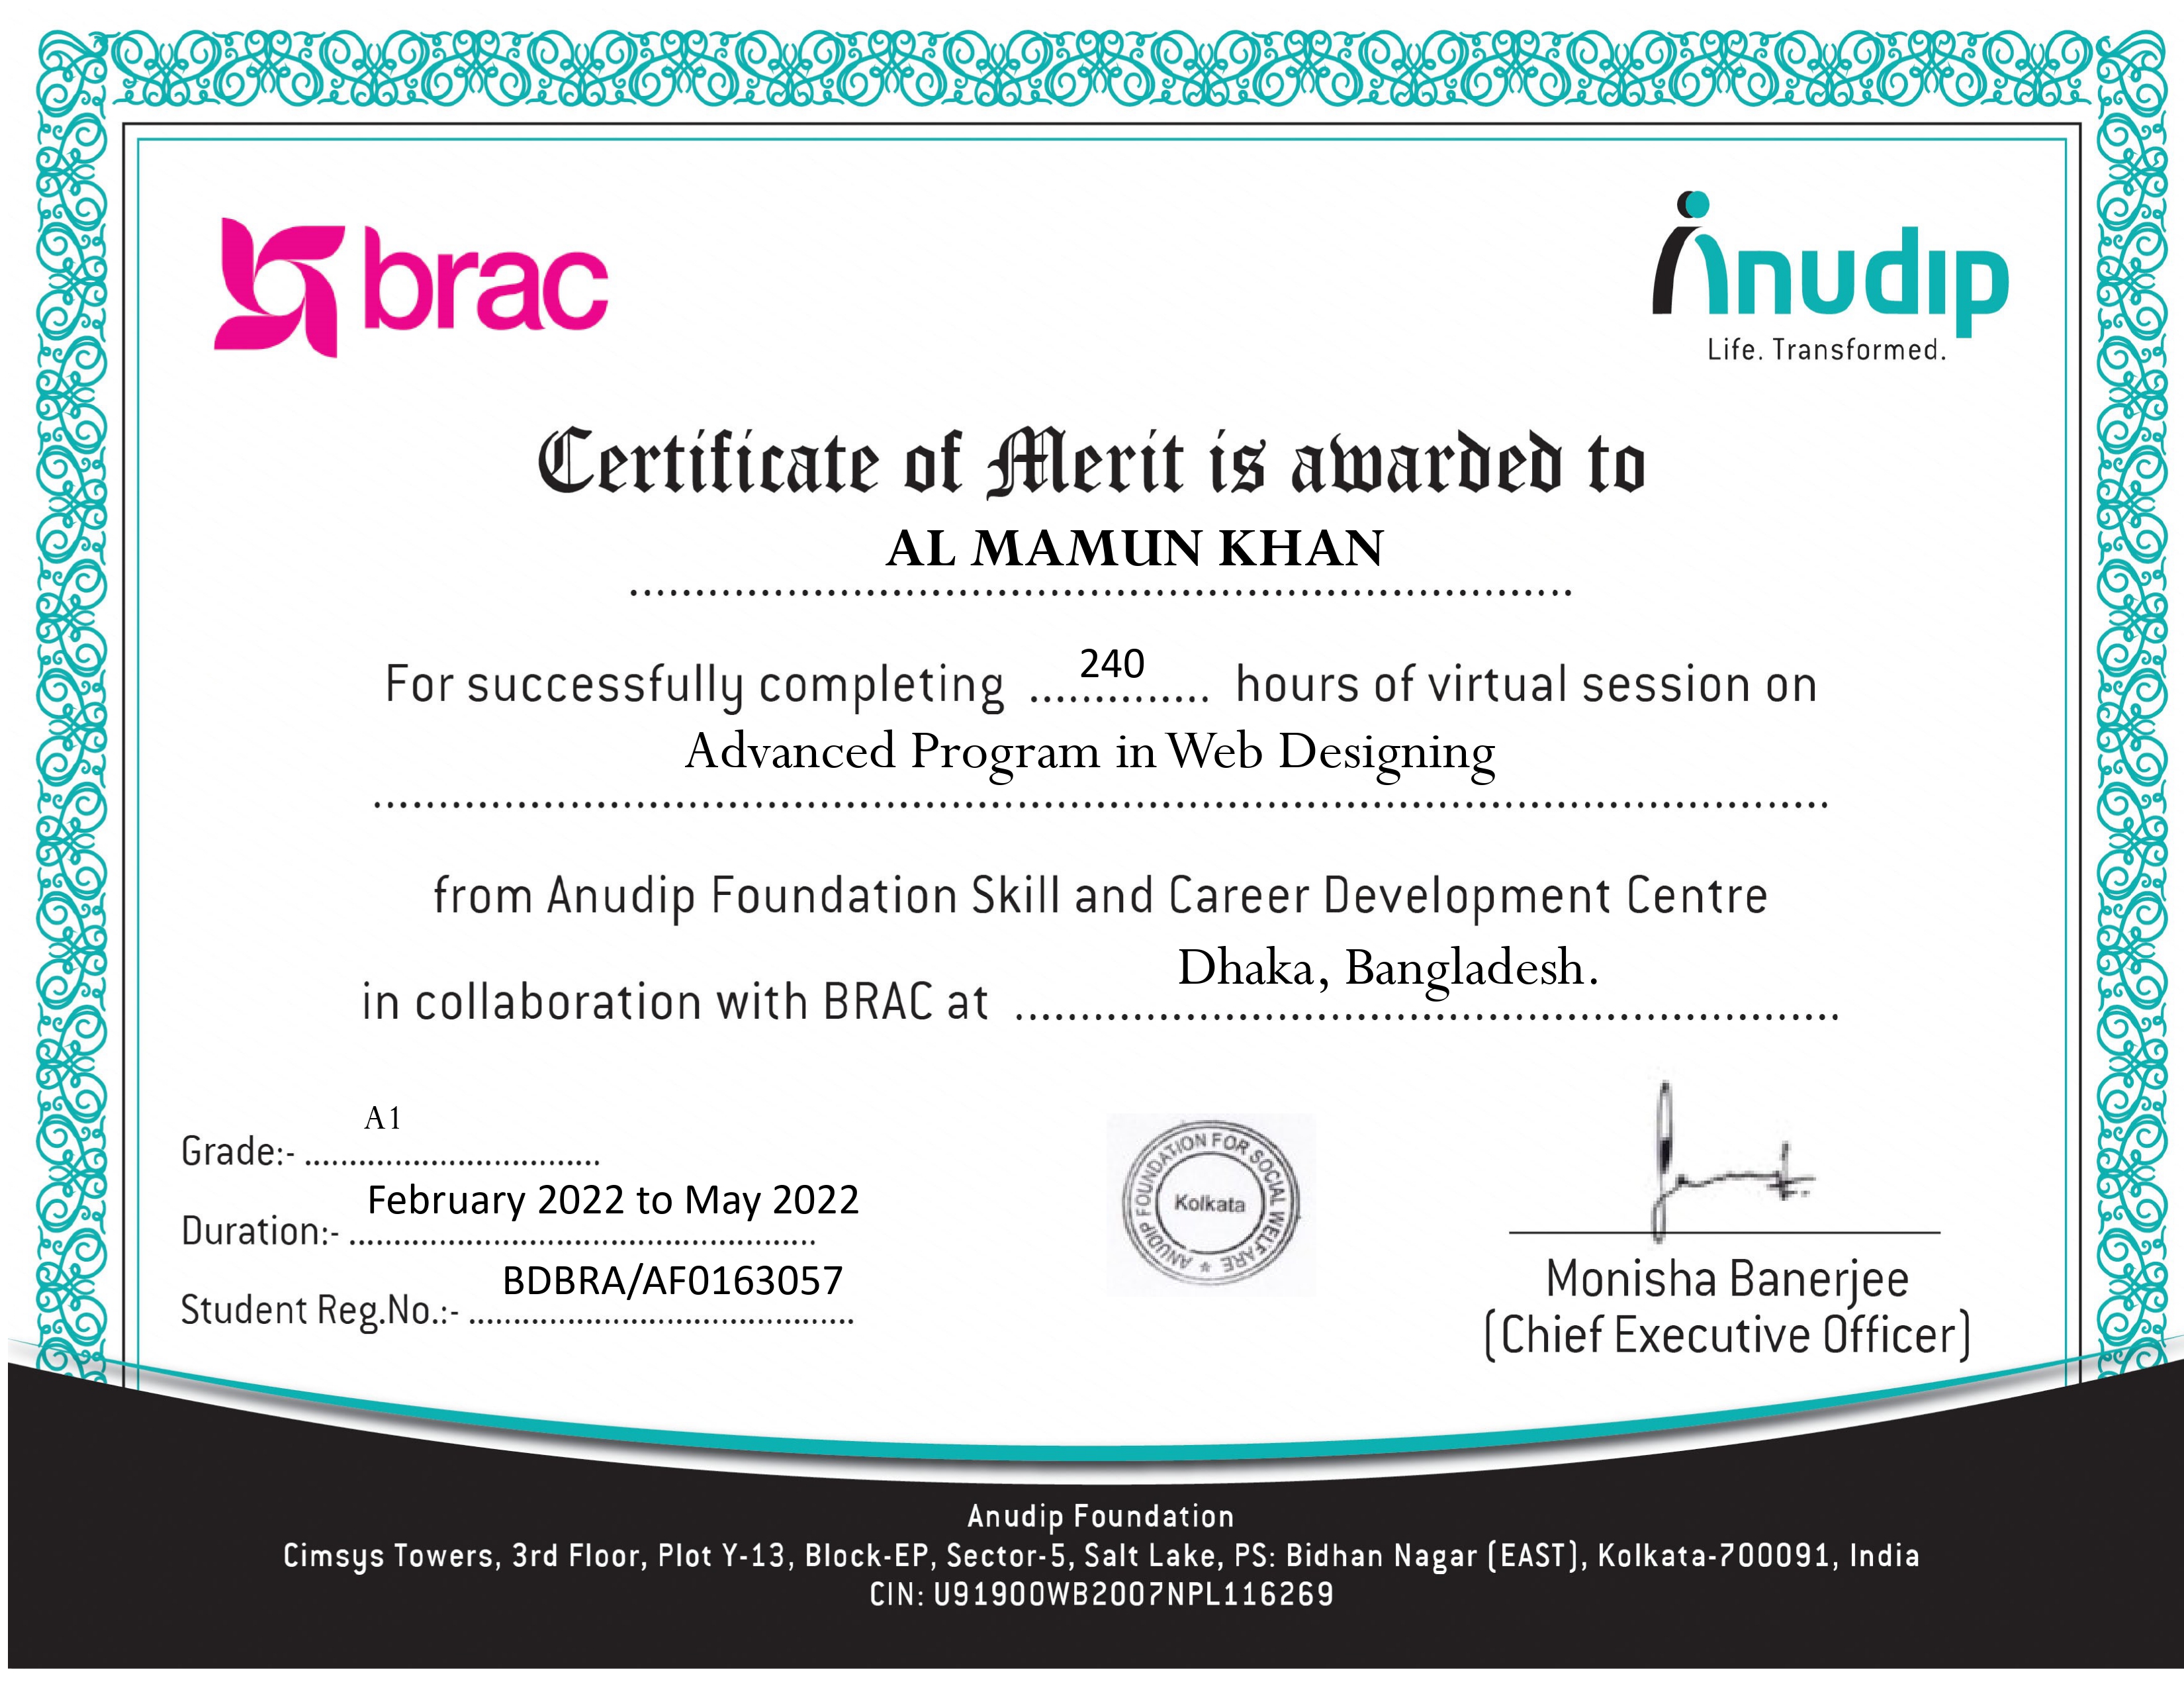 brac
Anudip
Life. Transformed.
Certificate of Merit is awarded to
AL MAMUN KHAN
For successfully completing 240 hours of virtual session on
Advanced Program in Web Designing
from Anudip Foundation Skill and Career Development Centre
in collaboration with BRAC at Dhaka, Bangladesh.
Grade:- A1
Duration:- February 2022 to May 2022
Student Reg.No.:- BDBRA/AF0163057
ANUDIP FOUNDATION FOR SOCIAL WELFARE
Kolkata
Monisha Banerjee
(Chief Executive Officer)
Anudip Foundation
Cimsys Towers, 3rd Floor, Plot Y-13, Block-EP, Sector-5, Salt Lake, PS: Bidhan Nagar (EAST), Kolkata-700091, India
CIN: U91900WB2007NPL116269